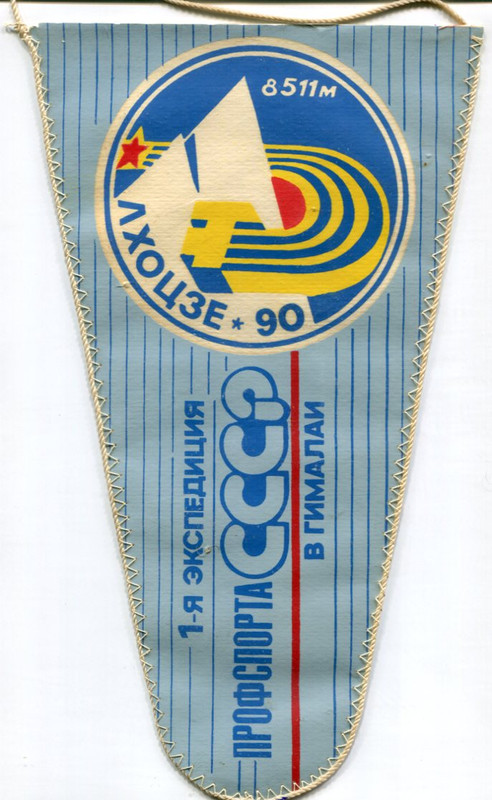 8511м
ЛХОЦЗЕ * 90
1-я ЭКСПЕДИЦИЯ
ПРОФСПОРТА СССР
В ГИМАЛАИ